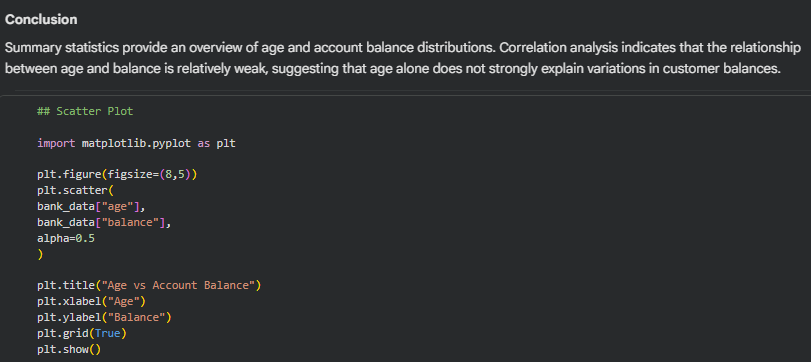 Conclusion
Summary statistics provide an overview of age and account balance distributions. Correlation analysis indicates that the relationship
between age and balance is relatively weak, suggesting that age alone does not strongly explain variations in customer balances.
## Scatter Plot
import matplotlib.pyplot as plt
plt.figure(figsize=(8,5))
plt.scatter(
bank_data["age"],
bank_data["balance"],
alpha=0.5
)
plt.title("Age vs Account Balance")
plt.xlabel("Age")
plt.ylabel("Balance")
plt.grid(True)
plt.show()